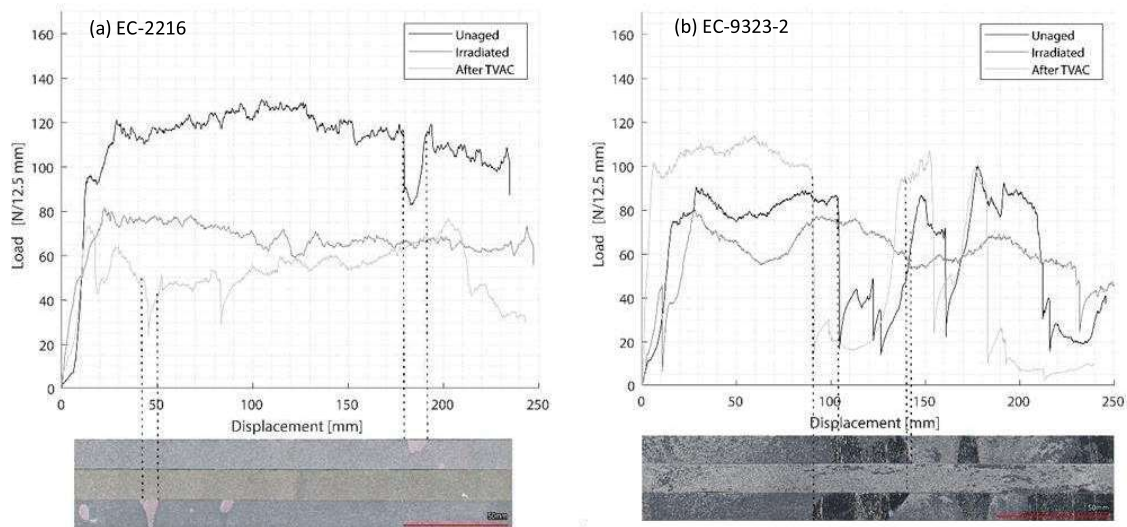 (a) EC-2216
Unaged
Irradiated
After TVAC
160
140
120
100
80
60
40
20
0
Load [N/12.5 mm]
0 50 100 150 200 250
Displacement [mm]
50mm
(b) EC-9323-2
Unaged
Irradiated
After TVAC
160
140
120
100
80
60
40
20
0
Load [N/12.5 mm]
0 50 100 150 200 250
Displacement [mm]
50mm